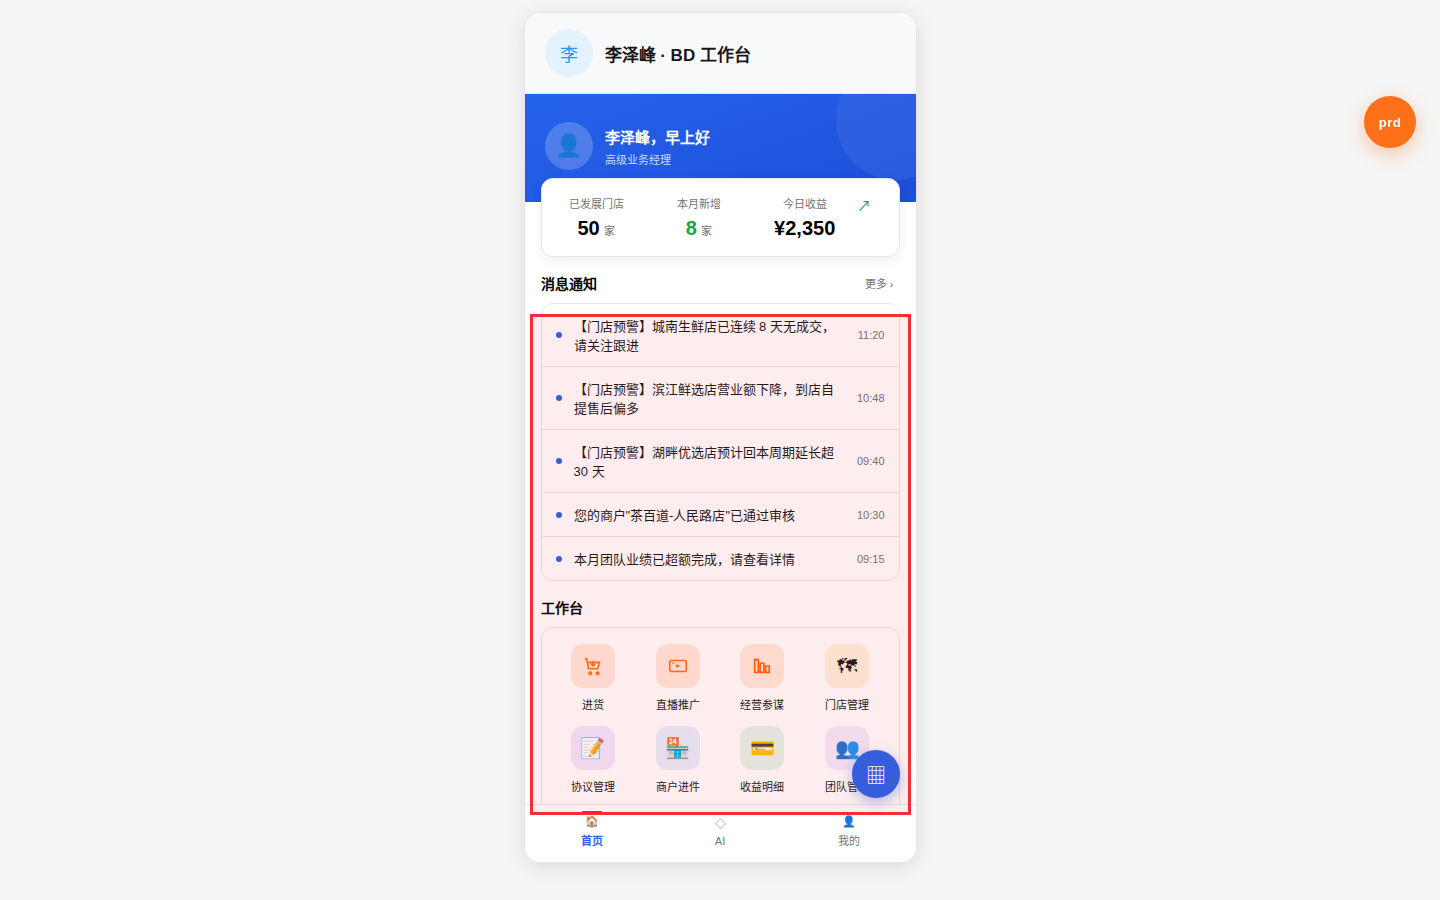 李
李泽峰 · BD 工作台
prd
李泽峰，早上好
高级业务经理
已发展门店
50 家
本月新增
8 家
今日收益
¥2,350
↗
消息通知
更多 ›
【门店预警】城南生鲜店已连续 8 天无成交，
请关注跟进
11:20
【门店预警】滨江鲜选店营业额下降，到店自
提售后偏多
10:48
【门店预警】湖畔优选店预计回本周期延长超
30 天
09:40
您的商户"茶百道-人民路店"已通过审核
10:30
本月团队业绩已超额完成，请查看详情
09:15
工作台
进货
直播推广
经营参谋
门店管理
24
协议管理
商户进件
收益明细
团队管
首页
AI
我的